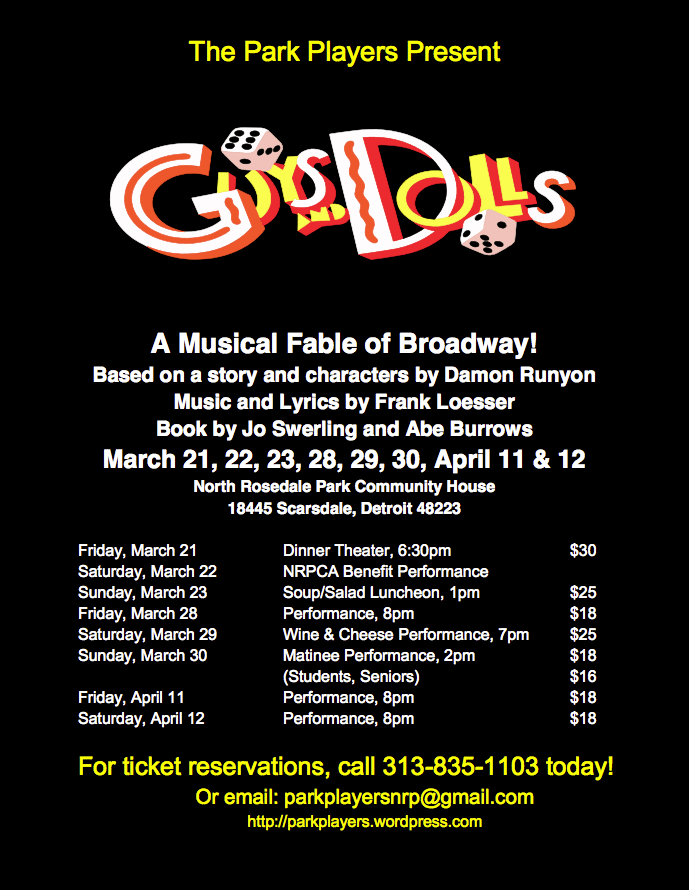 The Park Players Present
GUYS AND DOLLS
A Musical Fable of Broadway!
Based on a story and characters by Damon Runyon
Music and Lyrics by Frank Loesser
Book by Jo Swerling and Abe Burrows
March 21, 22, 23, 28, 29, 30, April 11 & 12
North Rosedale Park Community House
18445 Scarsdale, Detroit 48223
Friday, March 21 Dinner Theater, 6:30pm $30
Saturday, March 22 NRPCA Benefit Performance
Sunday, March 23 Soup/Salad Luncheon, 1pm $25
Friday, March 28 Performance, 8pm $18
Saturday, March 29 Wine & Cheese Performance, 7pm $25
Sunday, March 30 Matinee Performance, 2pm $18
(Students, Seniors) $16
Friday, April 11 Performance, 8pm $18
Saturday, April 12 Performance, 8pm $18
For ticket reservations, call 313-835-1103 today!
Or email: parkplayersnrp@gmail.com
http://parkplayers.wordpress.com